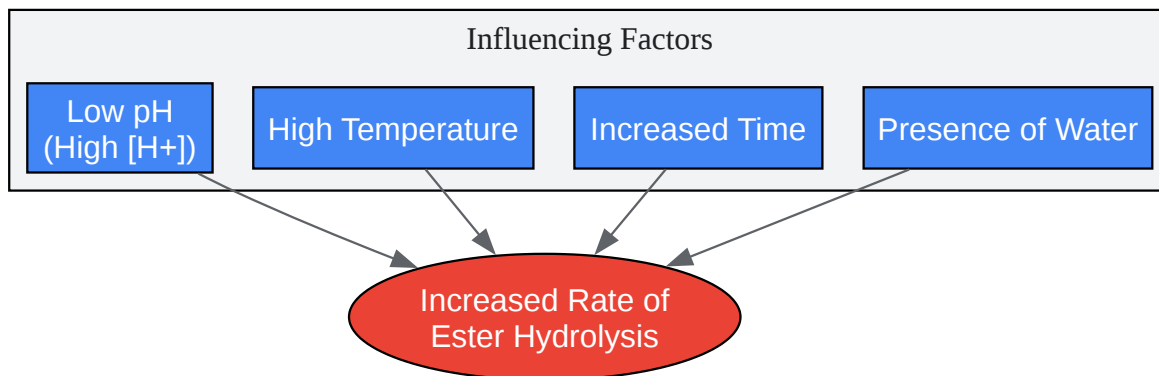 Influencing Factors
Low pH
(High [H+])
High Temperature
Increased Time
Presence of Water
Increased Rate of
Ester Hydrolysis